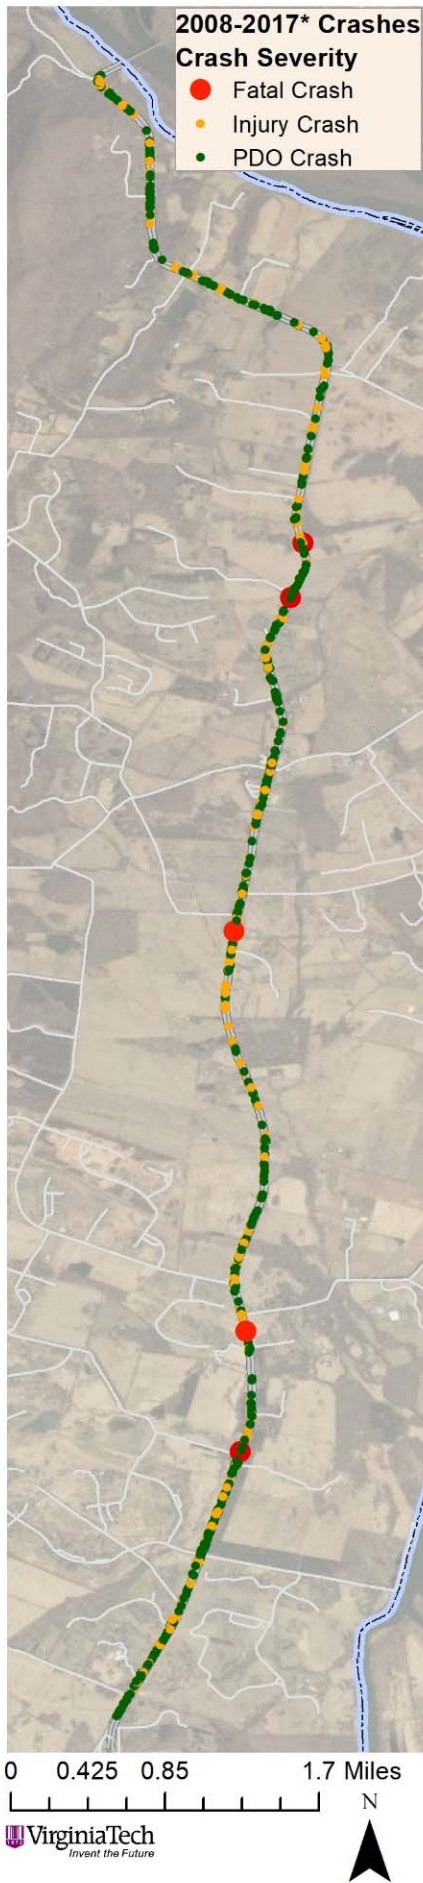 2008-2017* Crashes
Crash Severity
Fatal Crash
Injury Crash
PDO Crash
0 0.425 0.85 1.7 Miles
N
VirginiaTech
Invent the Future